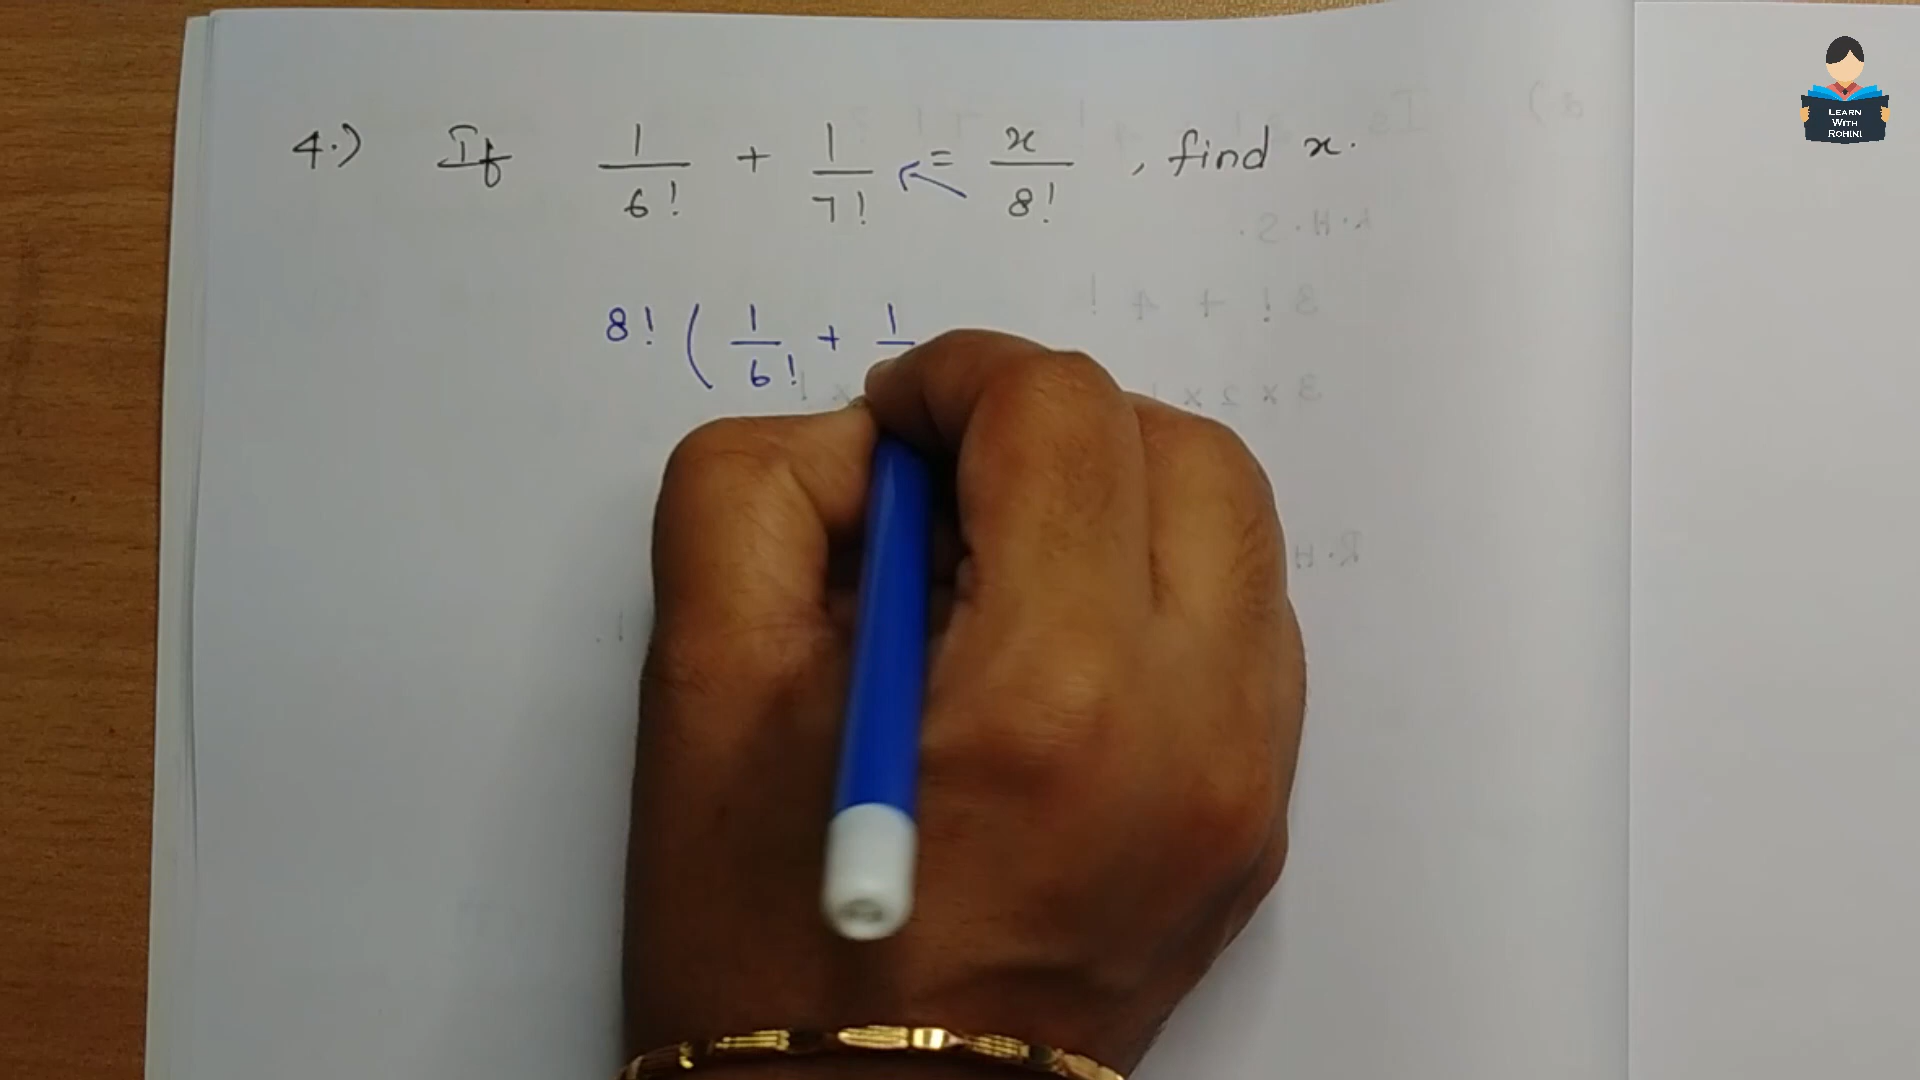 4.) If 1/6! + 1/7! = x/8! , find x.
8! ( 1/6! + 1/
LEARN
WITH
ROHINI